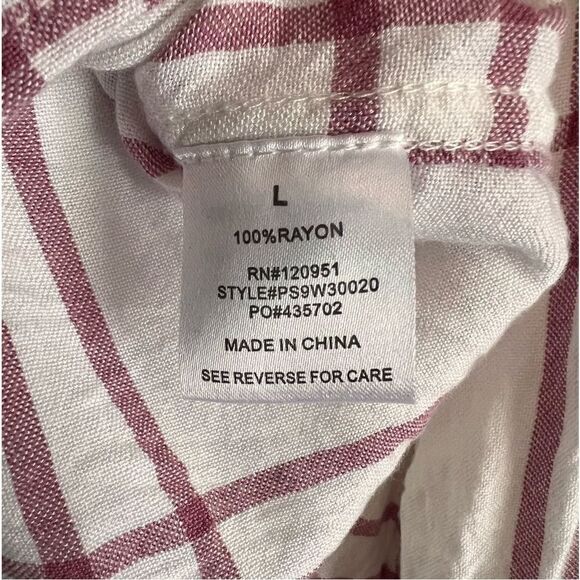 L
100%RAYON
RN#120951
STYLE#PS9W30020
PO#435702
MADE IN CHINA
SEE REVERSE FOR CARE